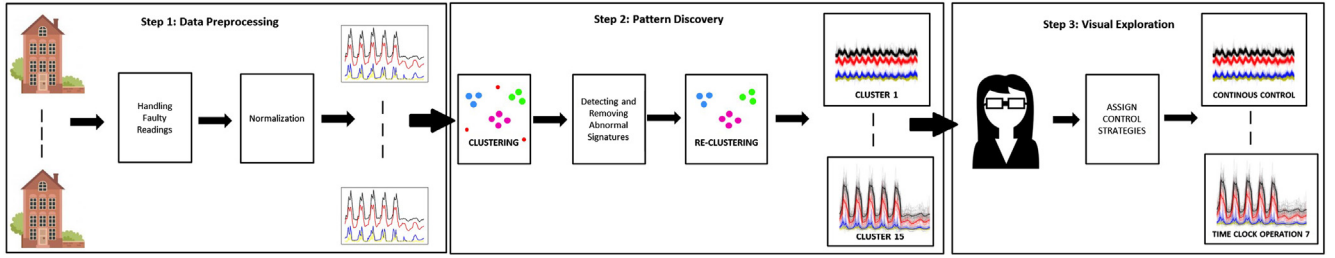 Step 1: Data Preprocessing
Handling
Faulty
Readings
Normalization
Step 2: Pattern Discovery
CLUSTERING
Detecting and
Removing
Abnormal
Signatures
RE-CLUSTERING
CLUSTER 1
CLUSTER 15
Step 3: Visual Exploration
ASSIGN
CONTROL
STRATEGIES
CONTINOUS CONTROL
TIME CLOCK OPERATION 7